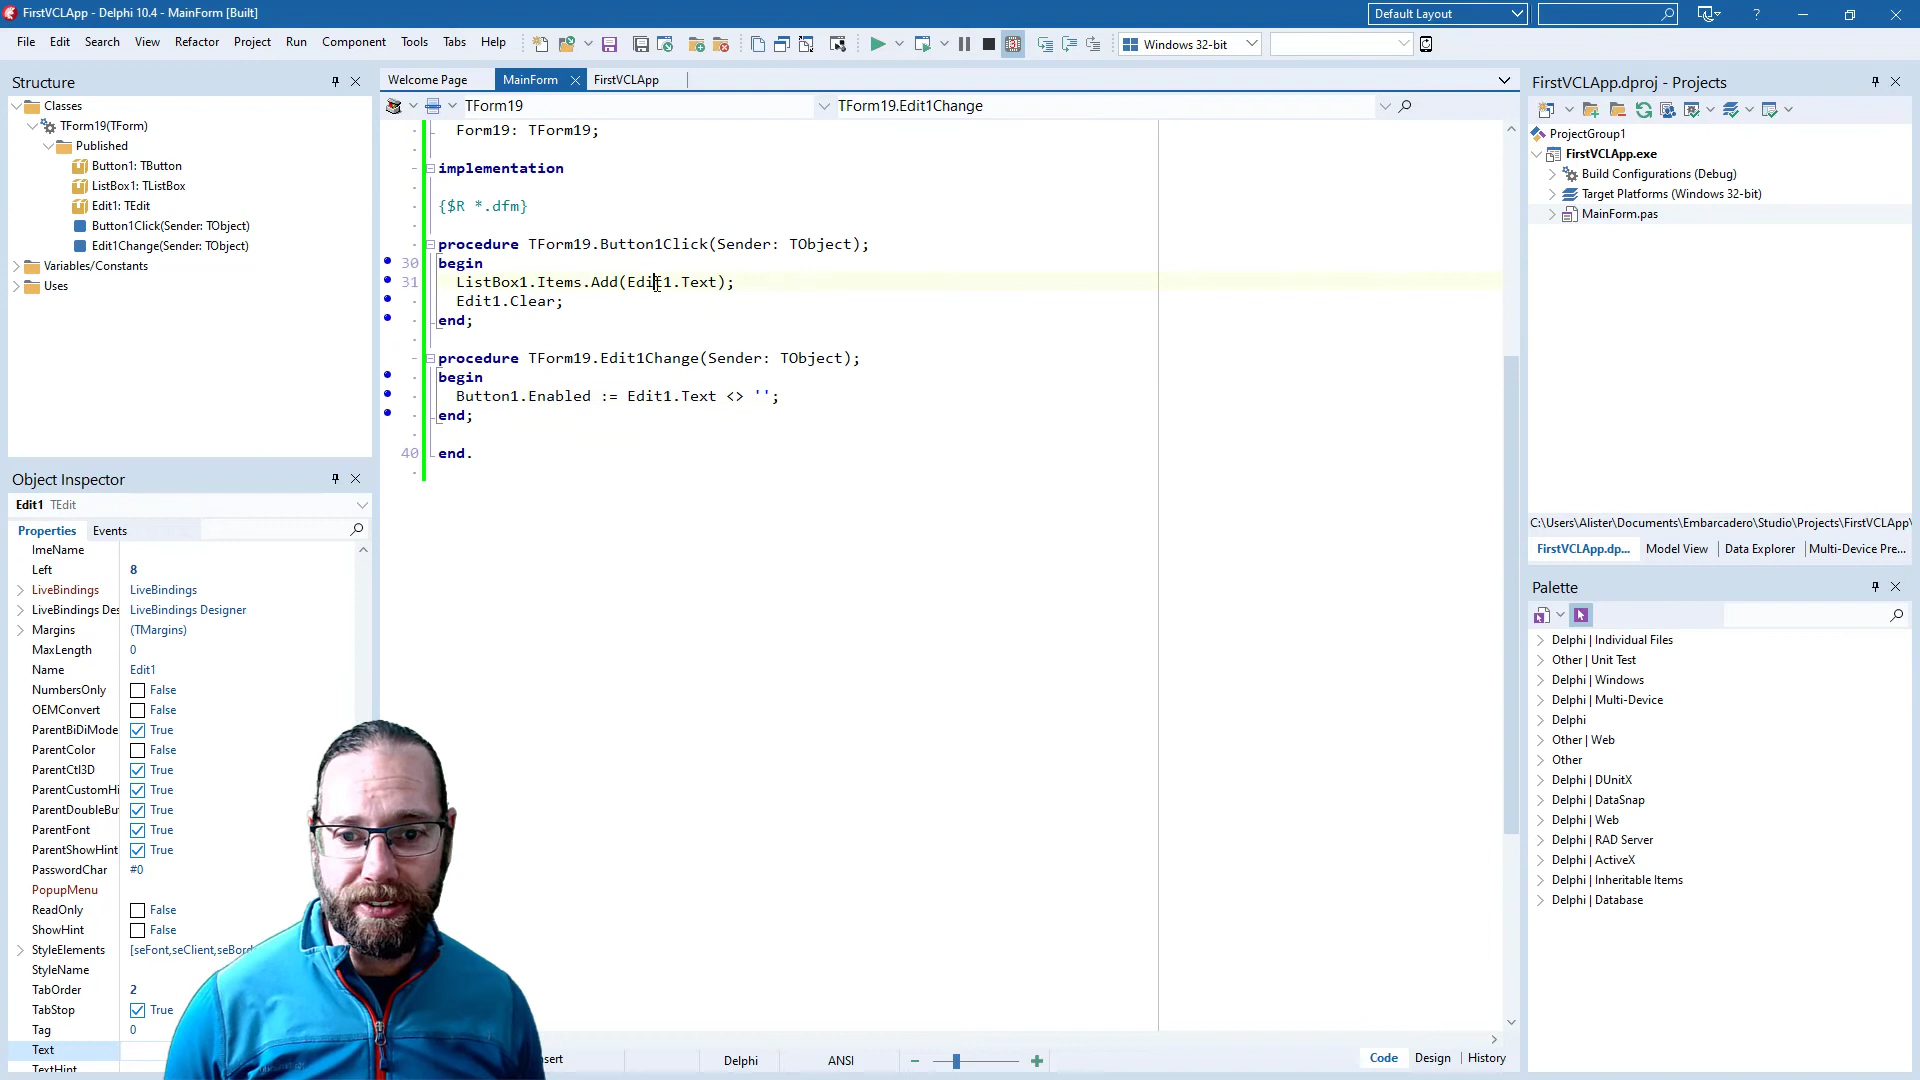 FirstVCLApp - Delphi 10.4 - MainForm [Built]
Default Layout
?
File Edit Search View Refactor Project Run Component Tools Tabs Help
Windows 32-bit
Structure
Classes
TForm19(TForm)
Published
Button1: TButton
ListBox1: TListBox
Edit1: TEdit
Button1Click(Sender: TObject)
Edit1Change(Sender: TObject)
Variables/Constants
Uses
Welcome Page MainForm FirstVCLApp
TForm19 TForm19.Edit1Change
Form19: TForm19;
implementation
{$R *.dfm}
procedure TForm19.Button1Click(Sender: TObject);
30 begin
31 ListBox1.Items.Add(Edit1.Text);
Edit1.Clear;
end;
procedure TForm19.Edit1Change(Sender: TObject);
begin
Button1.Enabled := Edit1.Text <> '';
end;
40 end.
Object Inspector
Edit1 TEdit
Properties Events
ImeName
Left 8
LiveBindings LiveBindings
LiveBindings Des LiveBindings Designer
Margins (TMargins)
MaxLength 0
Name Edit1
NumbersOnly False
OEMConvert False
ParentBiDiMode True
ParentColor False
ParentCtl3D True
ParentCustomHi True
ParentDoubleBu True
ParentFont True
ParentShowHint True
PasswordChar #0
PopupMenu
ReadOnly False
ShowHint False
StyleElements [seFont,seClient,seBord
StyleName
TabOrder 2
TabStop True
Tag 0
Text
TextHint
nsert Delphi ANSI
Code Design History
FirstVCLApp.dproj - Projects
ProjectGroup1
FirstVCLApp.exe
Build Configurations (Debug)
Target Platforms (Windows 32-bit)
MainForm.pas
C:\Users\Alister\Documents\Embarcadero\Studio\Projects\FirstVCLApp\
FirstVCLApp.dp... Model View Data Explorer Multi-Device Pre...
Palette
Delphi | Individual Files
Other | Unit Test
Delphi | Windows
Delphi | Multi-Device
Delphi
Other | Web
Other
Delphi | DUnitX
Delphi | DataSnap
Delphi | Web
Delphi | RAD Server
Delphi | ActiveX
Delphi | Inheritable Items
Delphi | Database